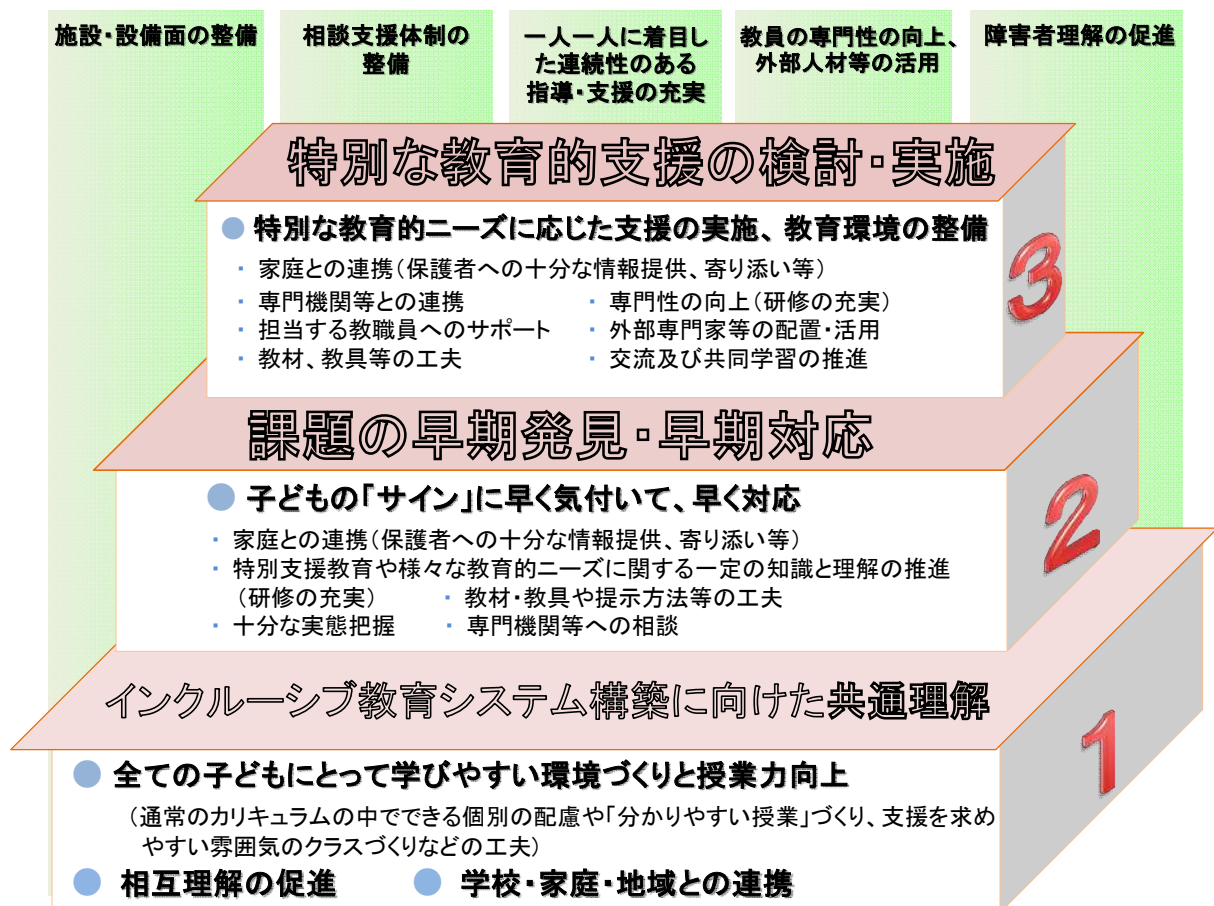 施設・設備面の整備
相談支援体制の
整備
一人一人に着目し
た連続性のある
指導・支援の充実
教員の専門性の向上、
外部人材等の活用
障害者理解の促進
特別な教育的支援の検討・実施
● 特別な教育的ニーズに応じた支援の実施、教育環境の整備
・ 家庭との連携（保護者への十分な情報提供、寄り添い等）
・ 専門機関等との連携 ・ 専門性の向上（研修の充実）
・ 担当する教職員へのサポート ・ 外部専門家等の配置・活用
・ 教材、教具等の工夫 ・ 交流及び共同学習の推進
3
課題の早期発見・早期対応
● 子どもの「サイン」に早く気付いて、早く対応
・ 家庭との連携（保護者への十分な情報提供、寄り添い等）
・ 特別支援教育や様々な教育的ニーズに関する一定の知識と理解の推進
（研修の充実） ・ 教材・教具や提示方法等の工夫
・ 十分な実態把握 ・ 専門機関等への相談
2
インクルーシブ教育システム構築に向けた共通理解
● 全ての子どもにとって学びやすい環境づくりと授業力向上
（通常のカリキュラムの中でできる個別の配慮や「分かりやすい授業」づくり、支援を求め
やすい雰囲気のクラスづくりなどの工夫）
● 相互理解の促進 ● 学校・家庭・地域との連携
1